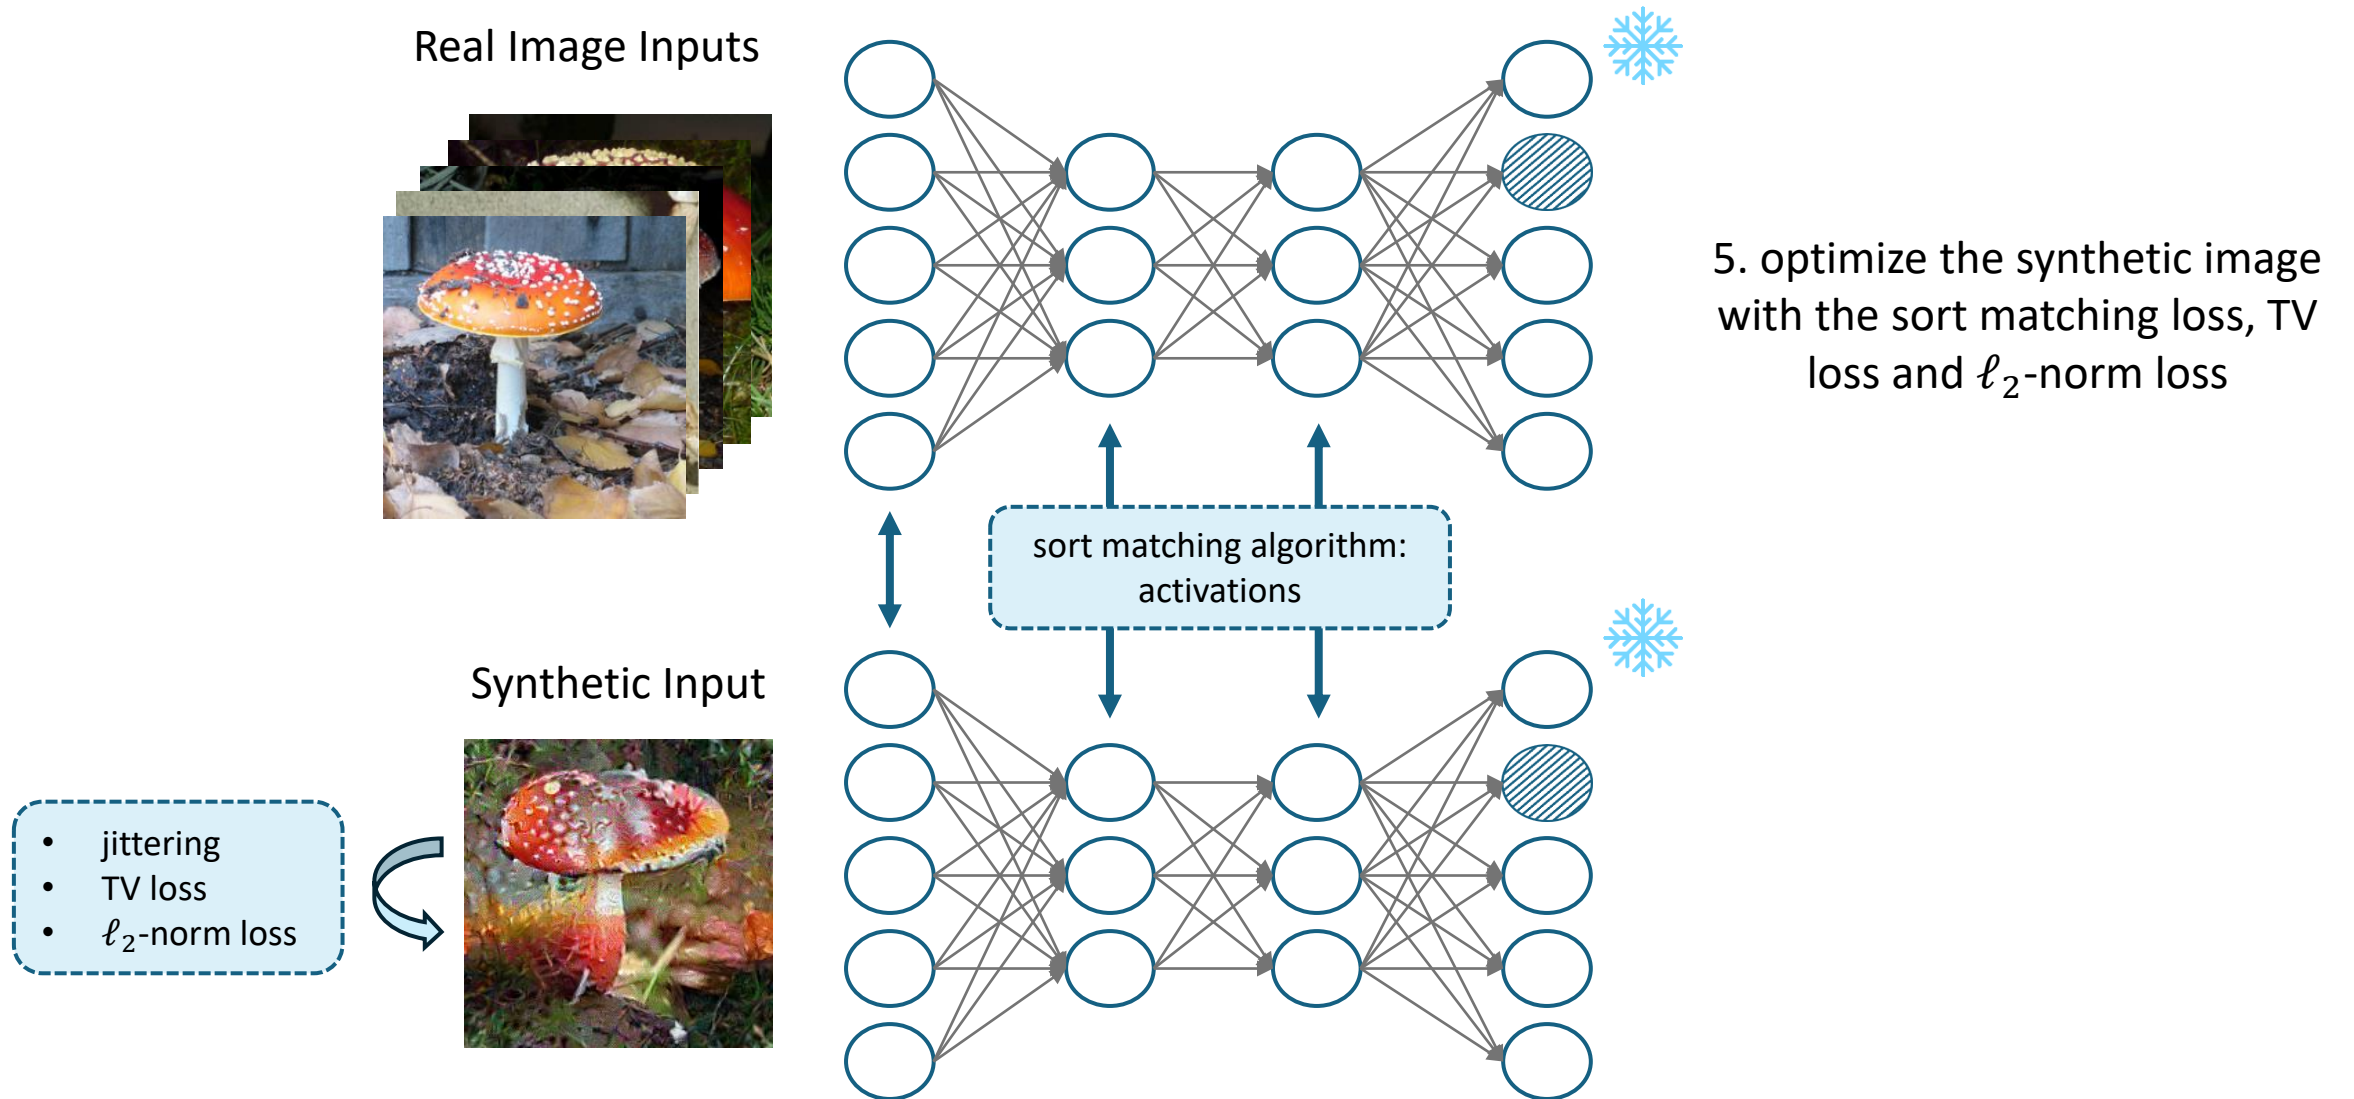 Real Image Inputs
5. optimize the synthetic image
with the sort matching loss, TV
loss and ℓ₂-norm loss
sort matching algorithm:
activations
Synthetic Input
• jittering
• TV loss
• ℓ₂-norm loss